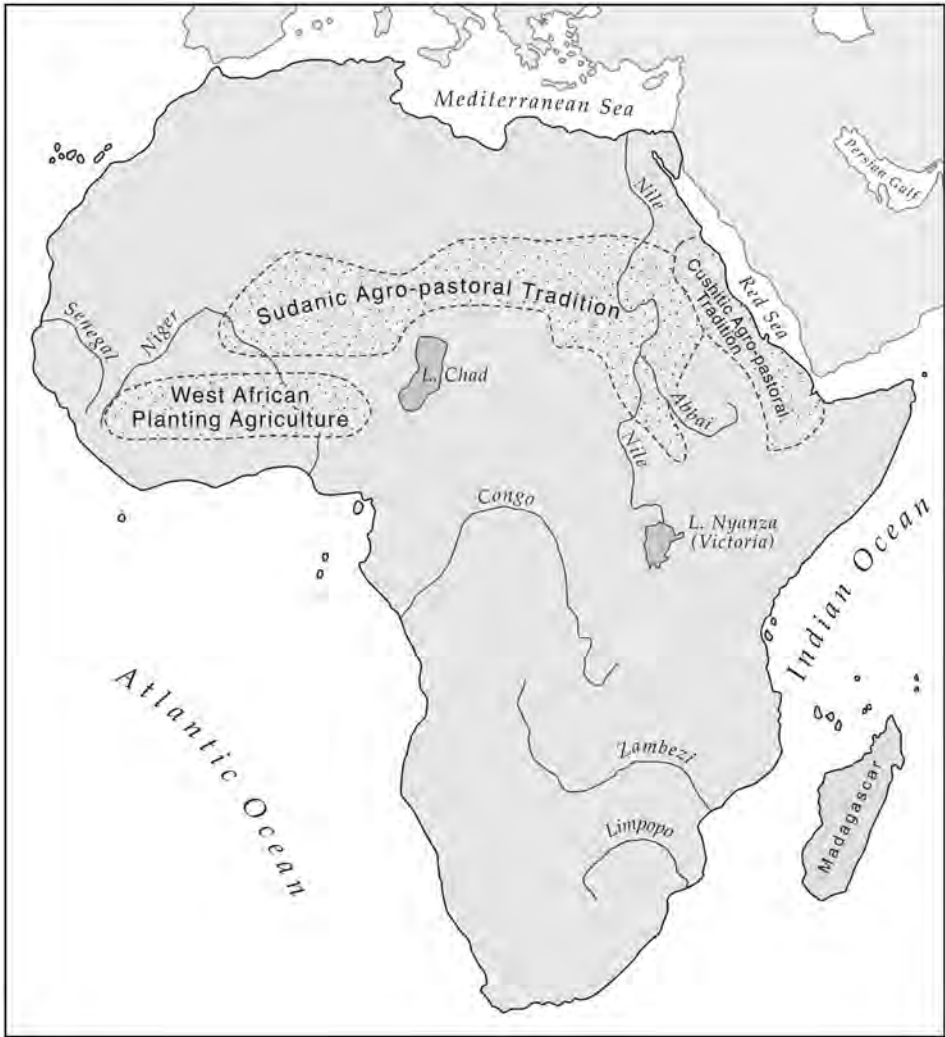 Mediterranean Sea
Persian Gulf
Nile
Red Sea
Cushitic Agro-pastoral
Tradition
Sudanic Agro-pastoral Tradition
Senegal
Niger
L. Chad
West African
Planting Agriculture
Abbai
Nile
Congo
L. Nyanza
(Victoria)
Indian Ocean
Atlantic Ocean
Zambezi
Limpopo
Madagascar